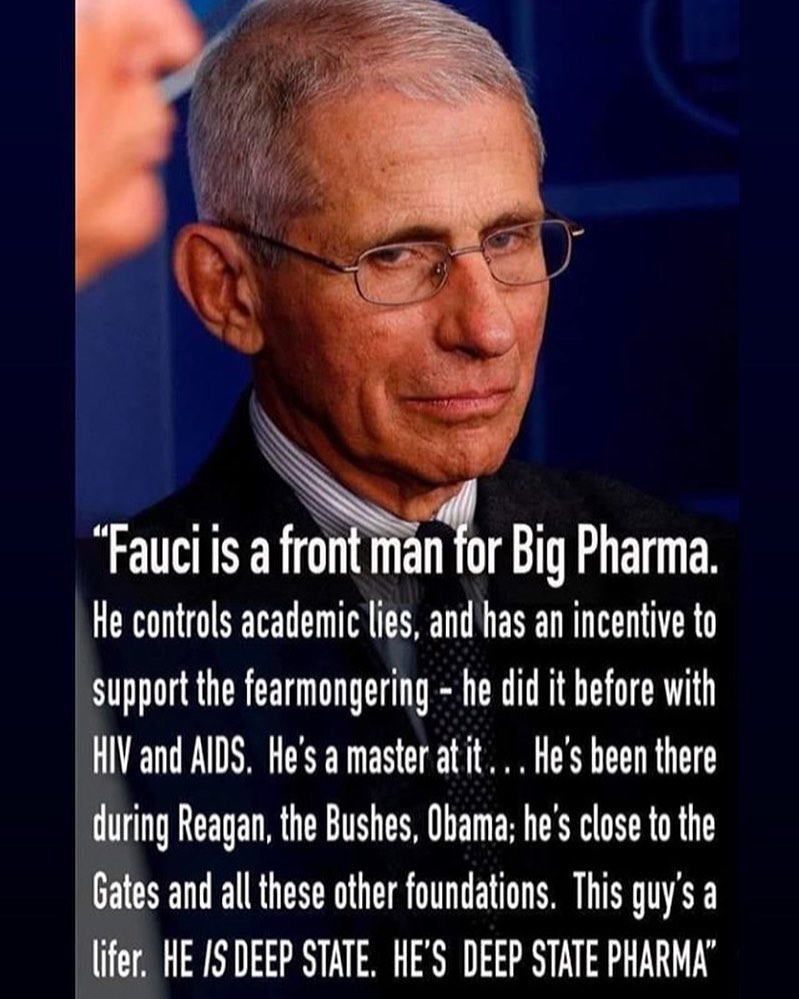 “Fauci is a front man for Big Pharma.
He controls academic lies, and has an incentive to
support the fearmongering – he did it before with
HIV and AIDS. He's a master at it . . . He's been there
during Reagan, the Bushes, Obama; he's close to the
Gates and all these other foundations. This guy's a
lifer. HE IS DEEP STATE. HE'S DEEP STATE PHARMA”